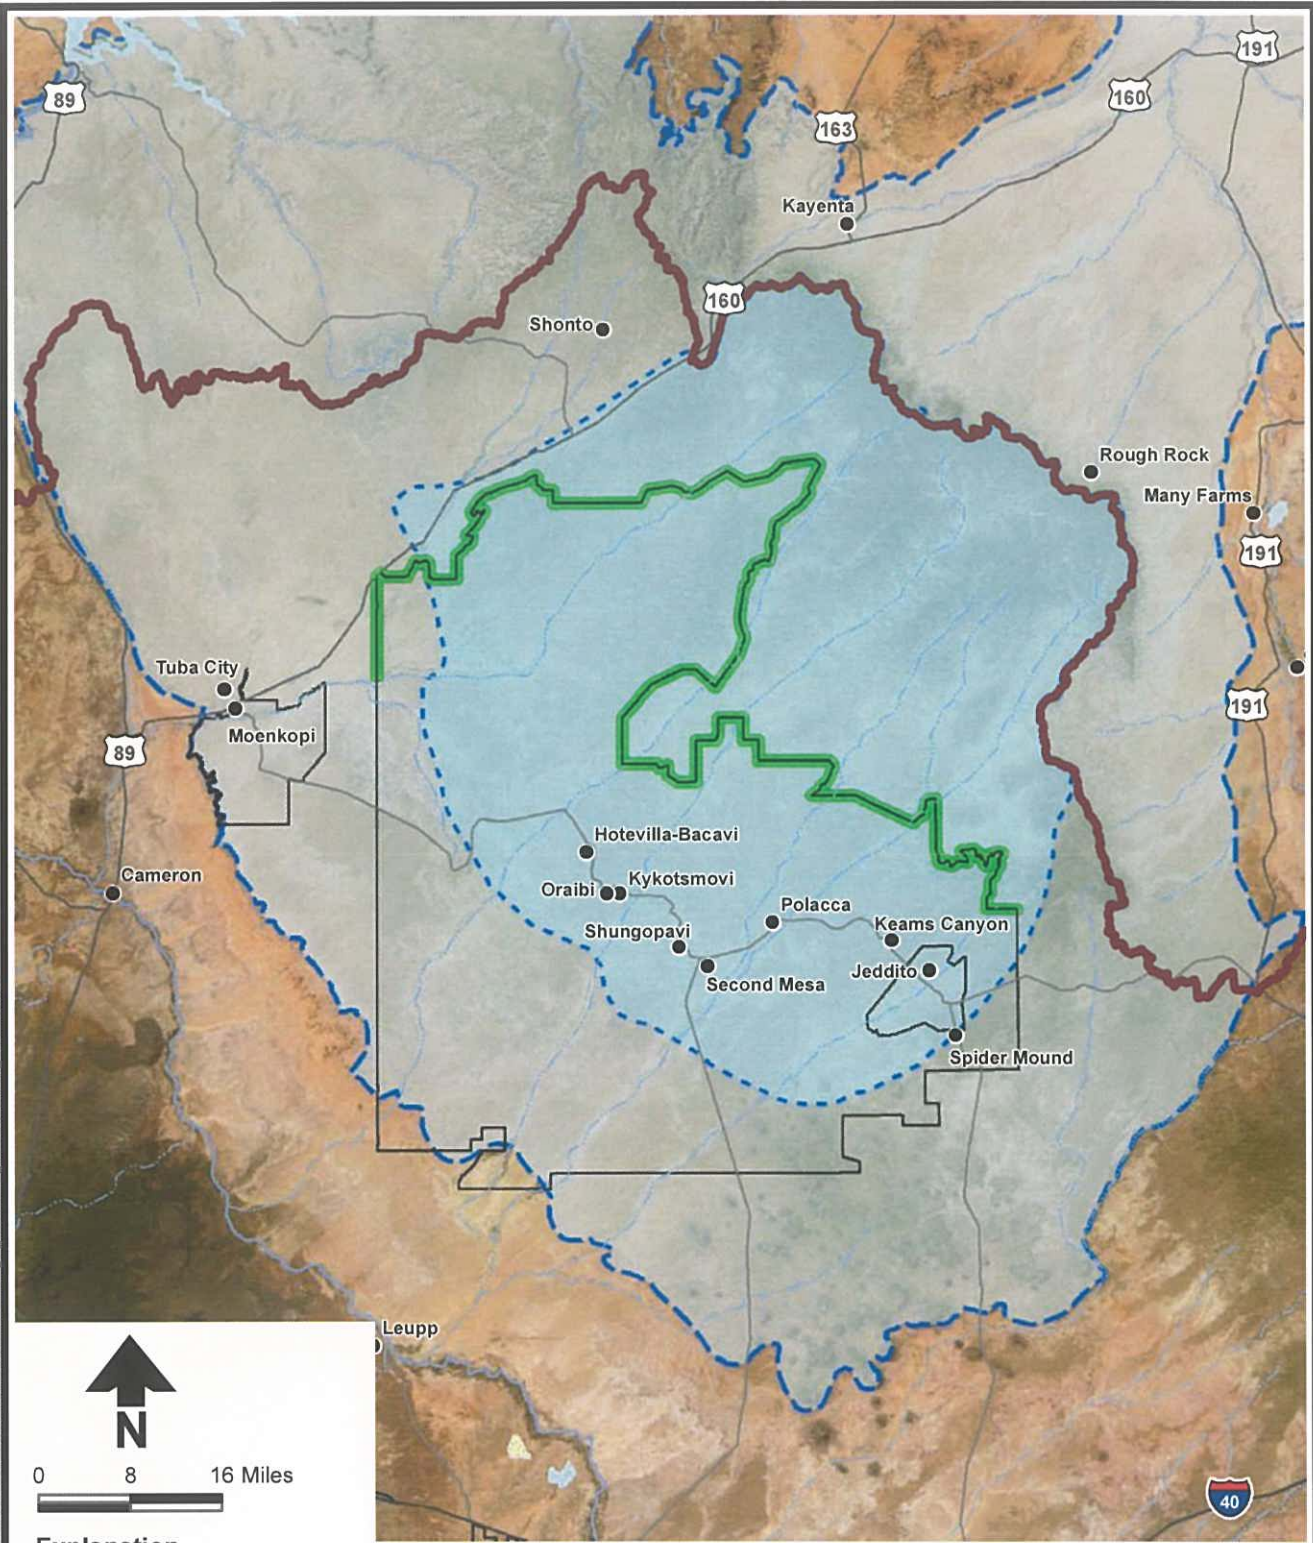 191
89
160
163
Kayenta
160
Shonto
Rough Rock
Many Farms
191
Tuba City
Moenkopi
191
89
Hotevilla-Bacavi
Cameron
Oraibi
Kykotsmovi
Polacca
Keams Canyon
Shungopavi
Jeddito
Second Mesa
Spider Mound
Leupp
N
0 8 16 Miles
40
Explanation